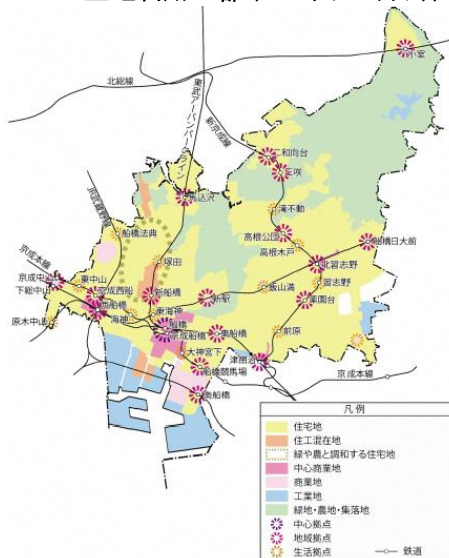 小室
北総線
東武アーバンパークライン
新京成線
二和向台
三咲
馬込沢
滝不動
JR武蔵野線
船橋法典
高根公団
高根木戸
船橋日大前
北習志野
京成本線
塚田
習志野
京成中山
東中山
飯山満
下総中山
京成西船
新船橋
新駅
薬園台
西船橋
東海神
原木中山
海神
船橋
京成船橋
東船橋
前原
大神宮下
津田沼
船橋競馬場
京成本線
南船橋
凡例
住宅地
住工混在地
緑や農と調和する住宅地
中心商業地
商業地
工業地
緑地・農地・集落地
中心拠点
地域拠点
生活拠点
鉄道